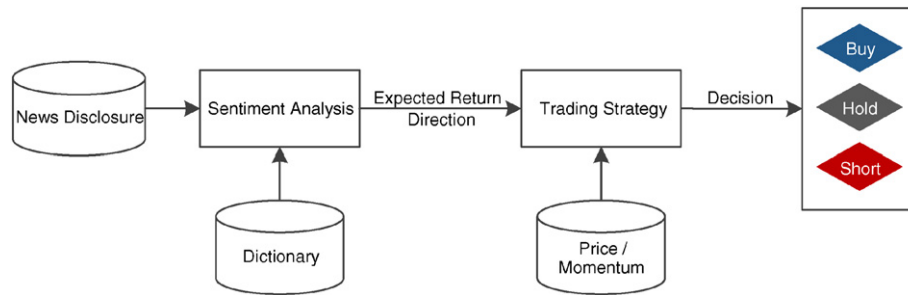 News Disclosure
Sentiment Analysis
Expected Return
Direction
Trading Strategy
Decision
Buy
Hold
Short
Dictionary
Price /
Momentum